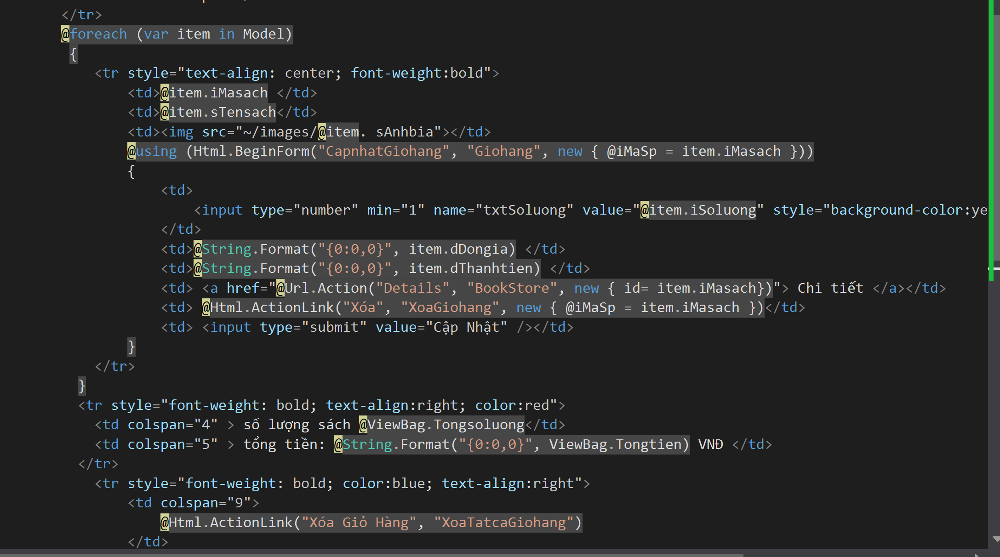 </tr>
@foreach (var item in Model)
{
<tr style="text-align: center; font-weight:bold">
<td>@item.iMasach </td>
<td>@item.sTensach</td>
<td><img src="~/images/@item. sAnhbia"></td>
@using (Html.BeginForm("CapnhatGiohang", "Giohang", new { @iMaSp = item.iMasach }))
{
<td>
<input type="number" min="1" name="txtSoluong" value="@item.iSoluong" style="background-color:ye
</td>
<td>@String.Format("{0:0,0}", item.dDongia) </td>
<td>@String.Format("{0:0,0}", item.dThanhtien) </td>
<td> <a href="@Url.Action("Details", "BookStore", new { id= item.iMasach})"> Chi tiết </a></td>
<td> @Html.ActionLink("Xóa", "XoaGiohang", new { @iMaSp = item.iMasach })</td>
<td> <input type="submit" value="Cập Nhật" /></td>
}
</tr>
}
<tr style="font-weight: bold; text-align:right; color:red">
<td colspan="4" > số lượng sách @ViewBag.Tongsoluong</td>
<td colspan="5" > tổng tiền: @String.Format("{0:0,0}", ViewBag.Tongtien) VNĐ </td>
</tr>
<tr style="font-weight: bold; color:blue; text-align:right">
<td colspan="9">
@Html.ActionLink("Xóa Giỏ Hàng", "XoaTatcaGiohang")
</td>